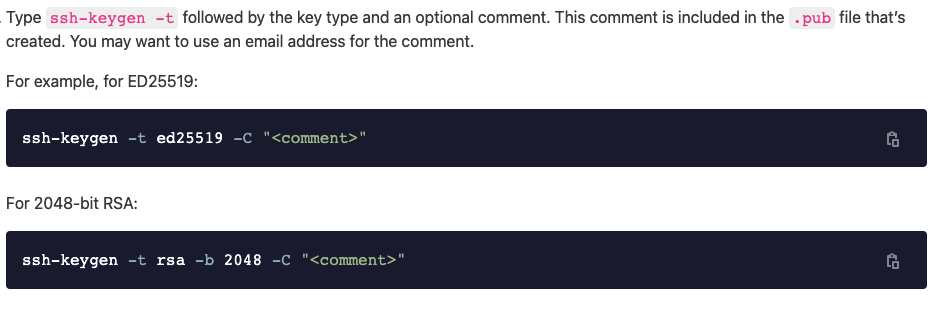 Type ssh-keygen -t followed by the key type and an optional comment. This comment is included in the .pub file that's
created. You may want to use an email address for the comment.
For example, for ED25519:
ssh-keygen -t ed25519 -C "<comment>"
For 2048-bit RSA:
ssh-keygen -t rsa -b 2048 -C "<comment>"